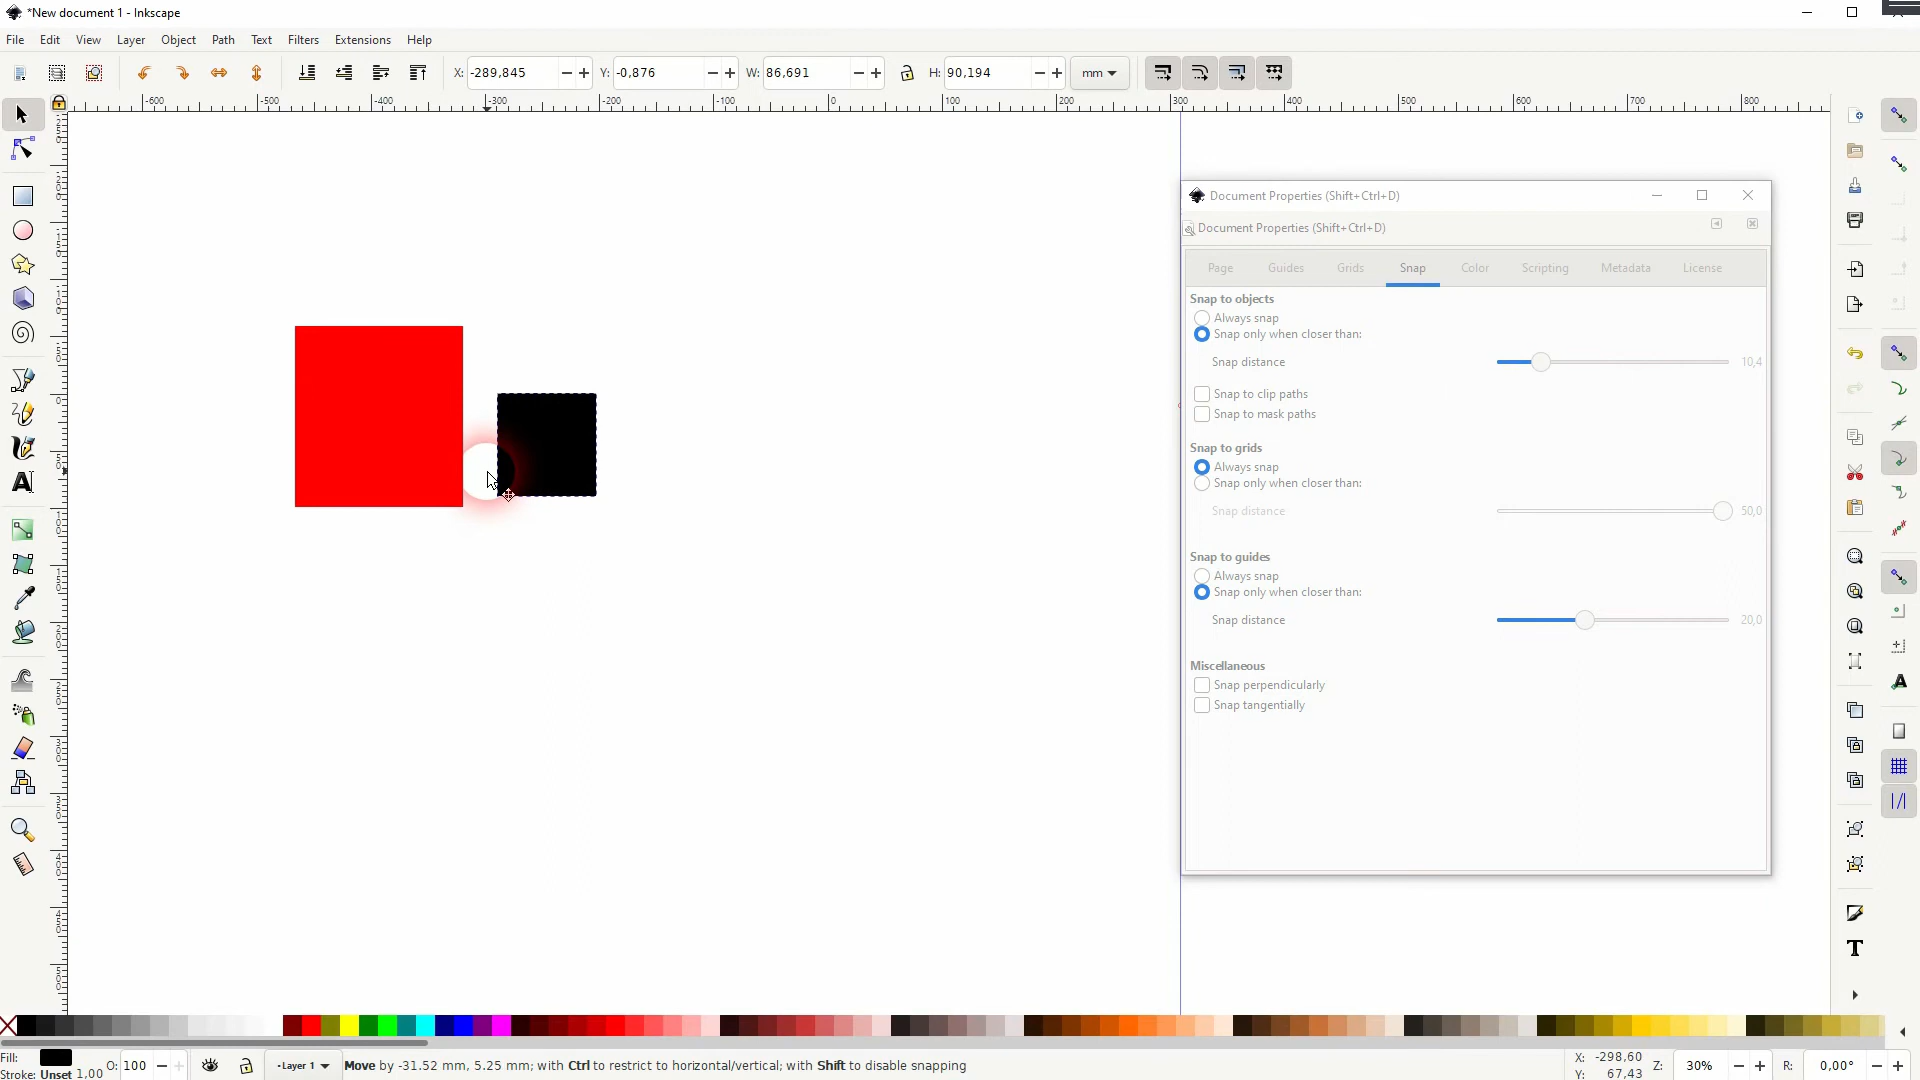 *New document 1 - Inkscape
File Edit View Layer Object Path Text Filters Extensions Help
X: -289,845 Y: -0,876 W: 86,691 H: 90,194 mm
-600 -500 -400 -300 -200 -100 0 100 200 300 400 500 600 700 800
Document Properties (Shift+Ctrl+D)
Document Properties (Shift+Ctrl+D)
Page Guides Grids Snap Color Scripting Metadata License
Snap to objects
Always snap
Snap only when closer than:
Snap distance 10,4
Snap to clip paths
Snap to mask paths
Snap to grids
Always snap
Snap only when closer than:
Snap distance 50,0
Snap to guides
Always snap
Snap only when closer than:
Snap distance 20,0
Miscellaneous
Snap perpendicularly
Snap tangentially
Fill:
Stroke: Unset 1,00 O: 100 Layer 1 Move by -31.52 mm, 5.25 mm; with Ctrl to restrict to horizontal/vertical; with Shift to disable snapping
X: -298,60
Y: 67,43
Z: 30% R: 0,00°